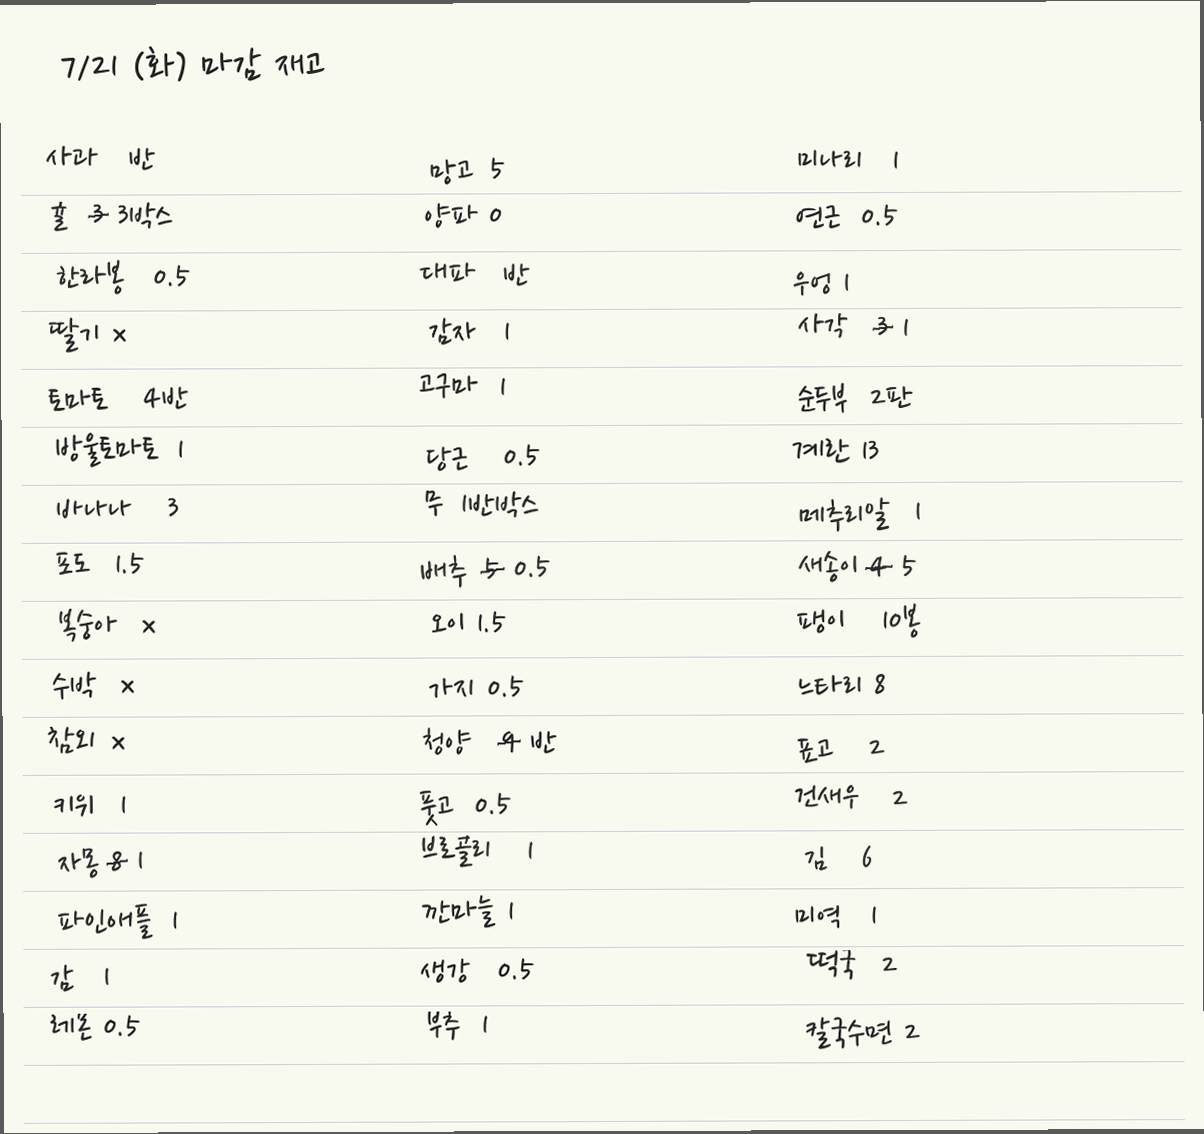 7/21 (화) 마감 재고
사과 반
귤 3 3박스
한라봉 0.5
딸기 x
토마토 4반
방울토마토 1
바나나 3
포도 1.5
복숭아 x
수박 x
참외 x
키위 1
자몽 8 1
파인애플 1
감 1
레몬 0.5
망고 5
양파 0
대파 반
감자 1
고구마 1
당근 0.5
무 반박스
배추 5 0.5
오이 1.5
가지 0.5
청양 9 반
풋고 0.5
브로콜리 1
깐마늘 1
생강 0.5
부추 1
미나리 1
연근 0.5
우엉 1
사각 3 1
순두부 2판
계란 13
메추리알 1
새송이 4 5
팽이 10봉
느타리 8
표고 2
건새우 2
김 6
미역 1
떡국 2
칼국수면 2